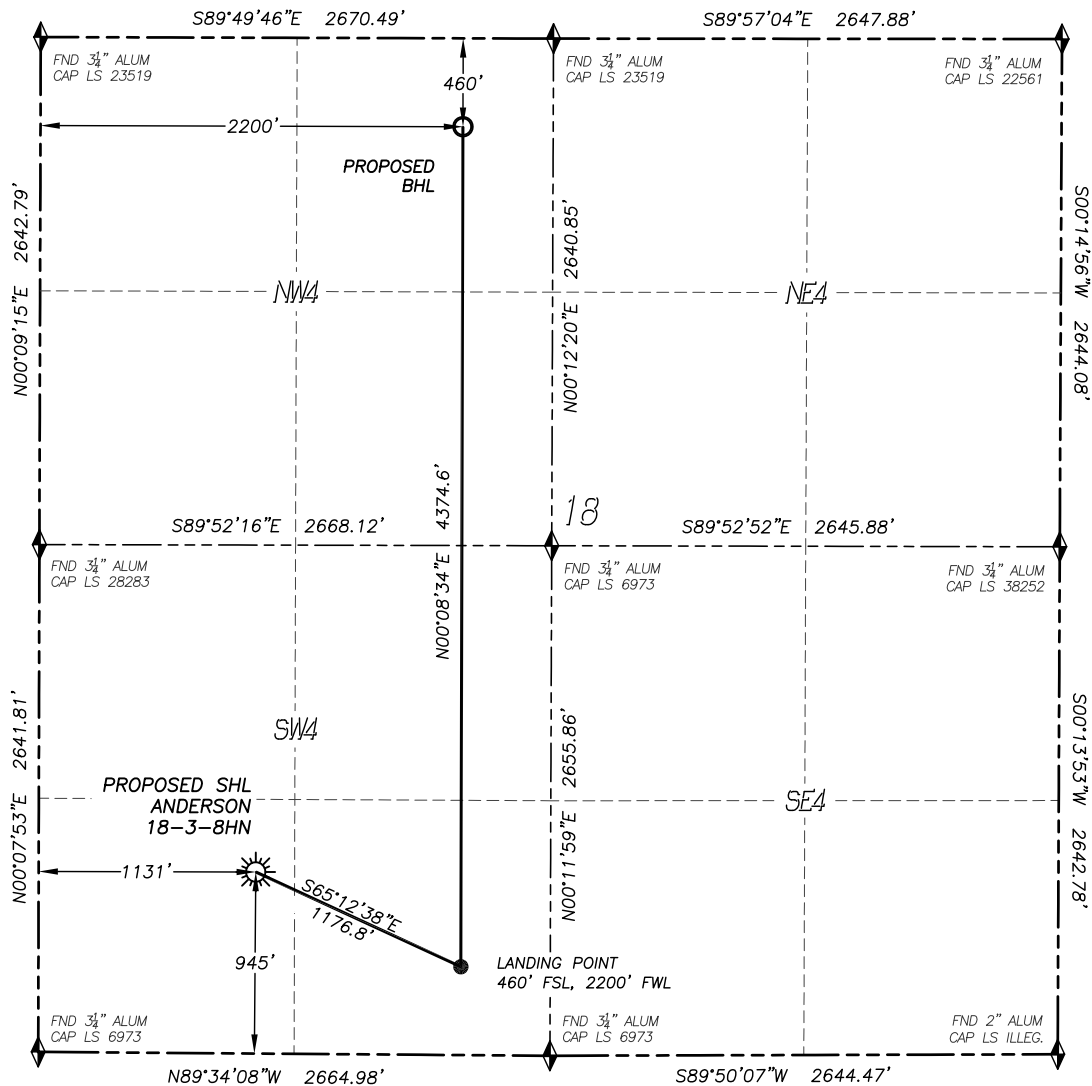 S89°49'46"E 2670.49'
S89°57'04"E 2647.88'
FND 3¼" ALUM
CAP LS 23519
460'
FND 3¼" ALUM
CAP LS 23519
FND 3¼" ALUM
CAP LS 22561
2200'
PROPOSED
BHL
N00°09'15"E 2642.79'
N00°12'20"E 2640.85'
S00°14'56"W 2644.08'
NW4
NE4
N00°08'34"E 4374.6'
18
S89°52'16"E 2668.12'
S89°52'52"E 2645.88'
FND 3¼" ALUM
CAP LS 28283
FND 3¼" ALUM
CAP LS 6973
FND 3¼" ALUM
CAP LS 38252
N00°07'53"E 2641.81'
N00°11'59"E 2655.86'
S00°13'53"W 2642.78'
SW4
SE4
PROPOSED SHL
ANDERSON
18-3-8HN
1131'
S65°12'38"E
1176.8'
945'
LANDING POINT
460' FSL, 2200' FWL
FND 3¼" ALUM
CAP LS 6973
FND 3¼" ALUM
CAP LS 6973
FND 2" ALUM
CAP LS ILLEG.
N89°34'08"W 2664.98'
S89°50'07"W 2644.47'